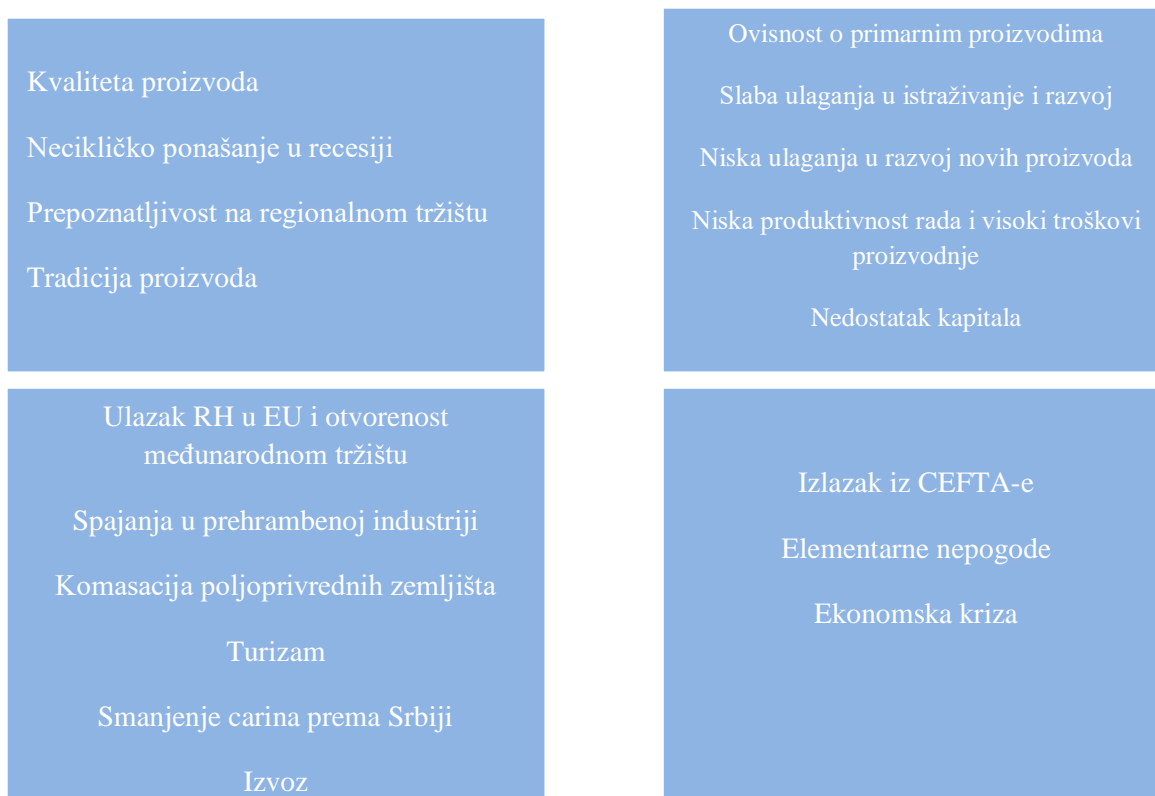 Kvaliteta proizvoda
Necikličko ponašanje u recesiji
Prepoznatljivost na regionalnom tržištu
Tradicija proizvoda
Ovisnost o primarnim proizvodima
Slaba ulaganja u istraživanje i razvoj
Niska ulaganja u razvoj novih proizvoda
Niska produktivnost rada i visoki troškovi
proizvodnje
Nedostatak kapitala
Ulazak RH u EU i otvorenost
međunarodnom tržištu
Spajanja u prehrambenoj industriji
Komasacija poljoprivrednih zemljišta
Turizam
Smanjenje carina prema Srbiji
Izvoz
Izlazak iz CEFTA-e
Elementarne nepogode
Ekonomska kriza